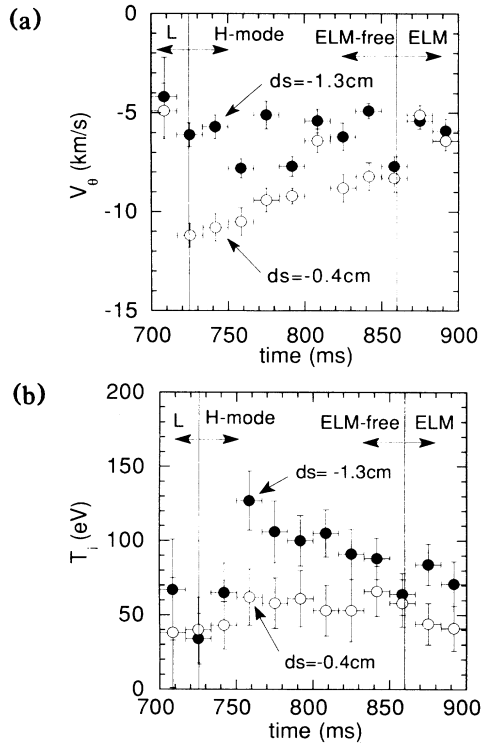 (a)
-0
L
H-mode
ELM-free
ELM
ds=-1.3cm
-5
-10
-15
Vθ (km/s)
ds=-0.4cm
700 750 800 850 900
time (ms)
(b)
200
L
H-mode
ELM-free
ELM
150
ds= -1.3cm
100
50
0
Ti (eV)
ds=-0.4cm
700 750 800 850 900
time (ms)